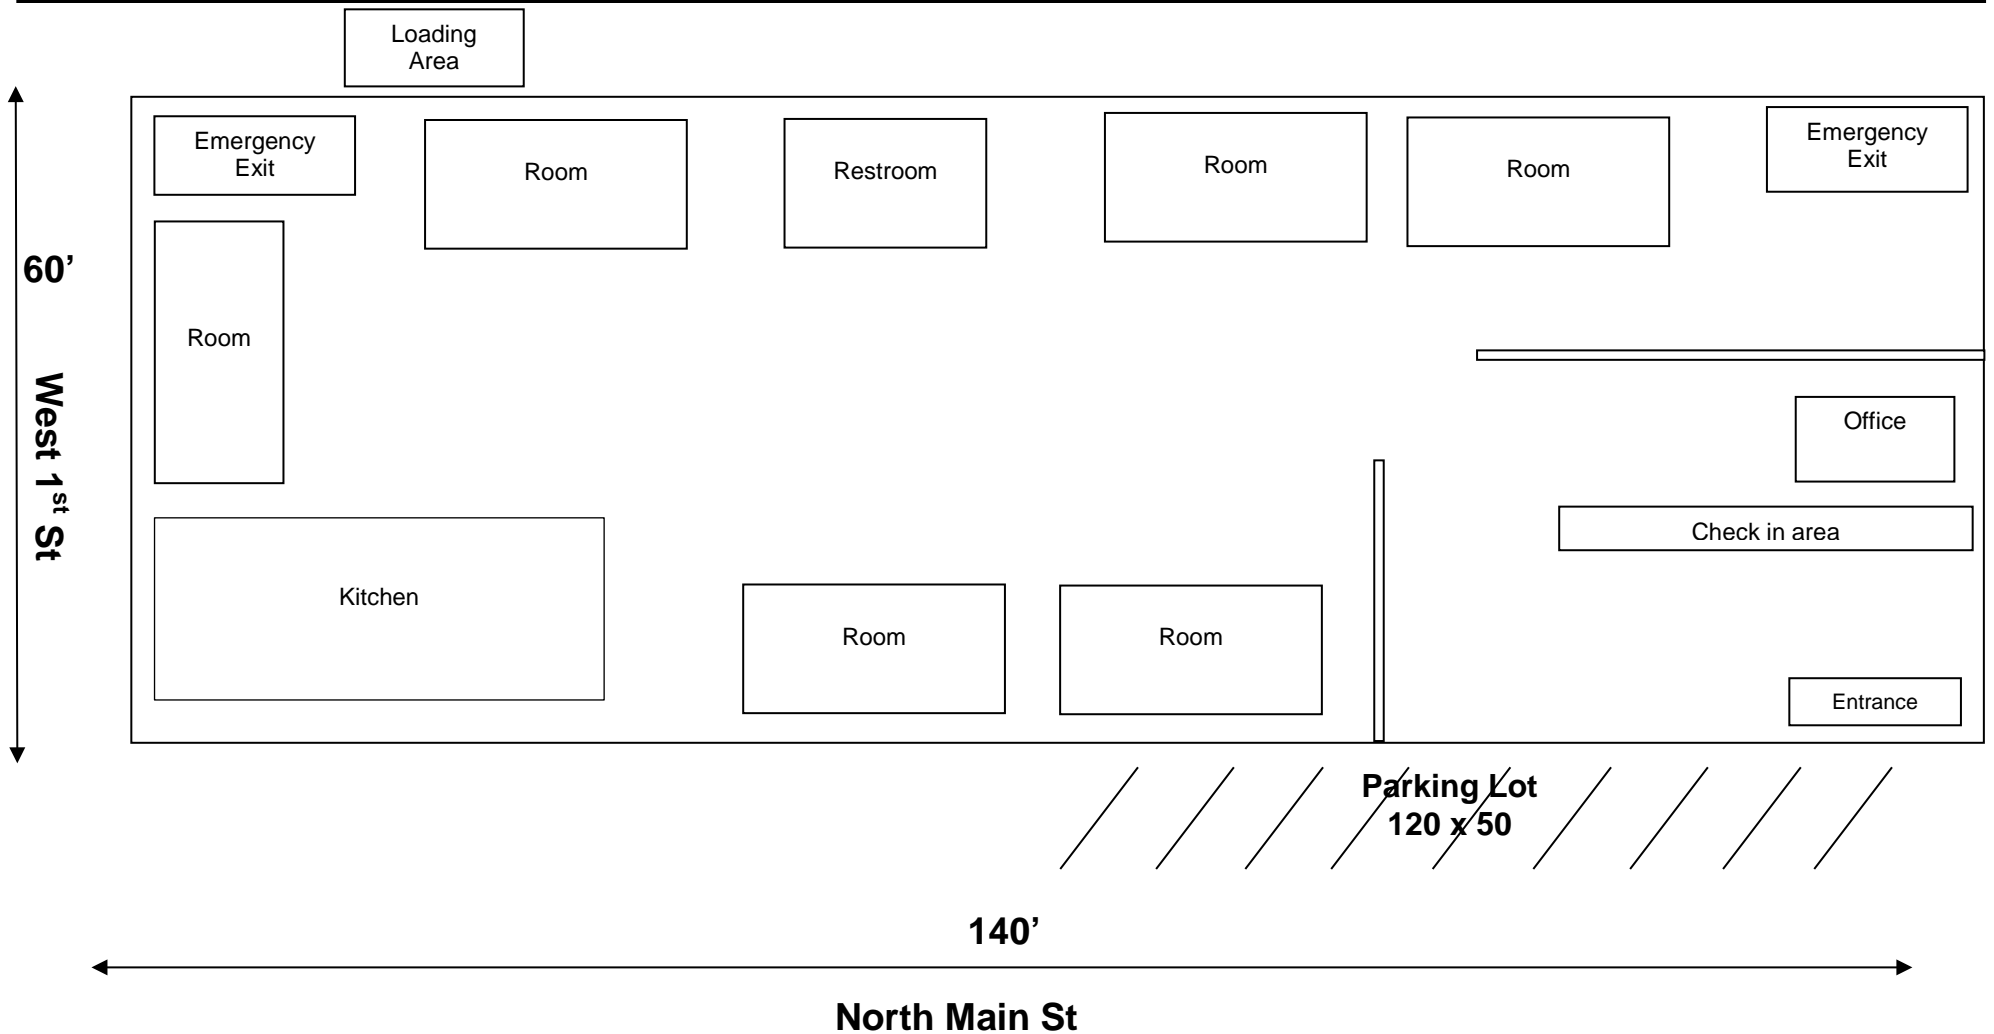 Loading
Area
Emergency
Exit
Room
Restroom
Room
Room
Emergency
Exit
60’
Room
West 1st St
Office
Check in area
Kitchen
Room
Room
Entrance
Parking Lot
120 x 50
140’
North Main St